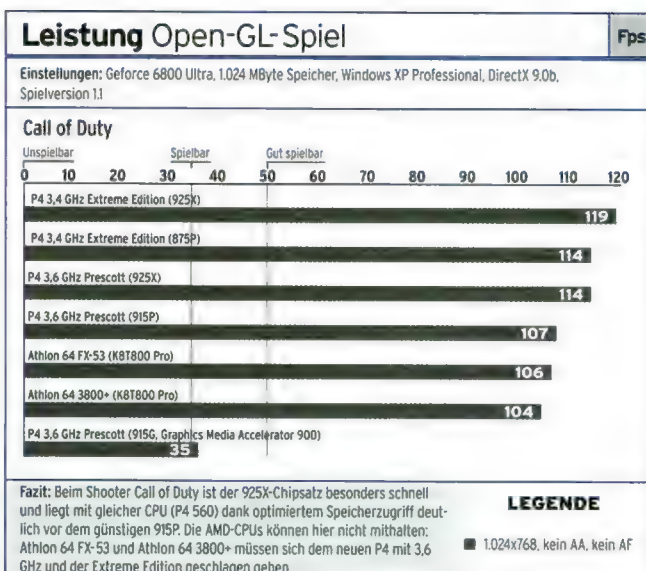 Leistung Open-GL-Spiel
Fps
Einstellungen: Geforce 6800 Ultra, 1.024 MByte Speicher, Windows XP Professional, DirectX 9.0b,
Spielversion 1.1
Call of Duty
Unspielbar Spielbar Gut spielbar
0 10 20 30 40 50 60 70 80 90 100 110 120
P4 3,4 GHz Extreme Edition (925X)
119
P4 3,4 GHz Extreme Edition (875P)
114
P4 3,6 GHz Prescott (925X)
114
P4 3,6 GHz Prescott (915P)
107
Athlon 64 FX-53 (K8T800 Pro)
106
Athlon 64 3800+ (K8T800 Pro)
104
P4 3,6 GHz Prescott (915G, Graphics Media Accelerator 900)
35
Fazit: Beim Shooter Call of Duty ist der 925X-Chipsatz besonders schnell
und liegt mit gleicher CPU (P4 560) dank optimiertem Speicherzugriff deut-
lich vor dem günstigen 915P. Die AMD-CPUs können hier nicht mithalten:
Athlon 64 FX-53 und Athlon 64 3800+ müssen sich dem neuen P4 mit 3,6
GHz und der Extreme Edition geschlagen geben.
LEGENDE
1.024x768, kein AA, kein AF